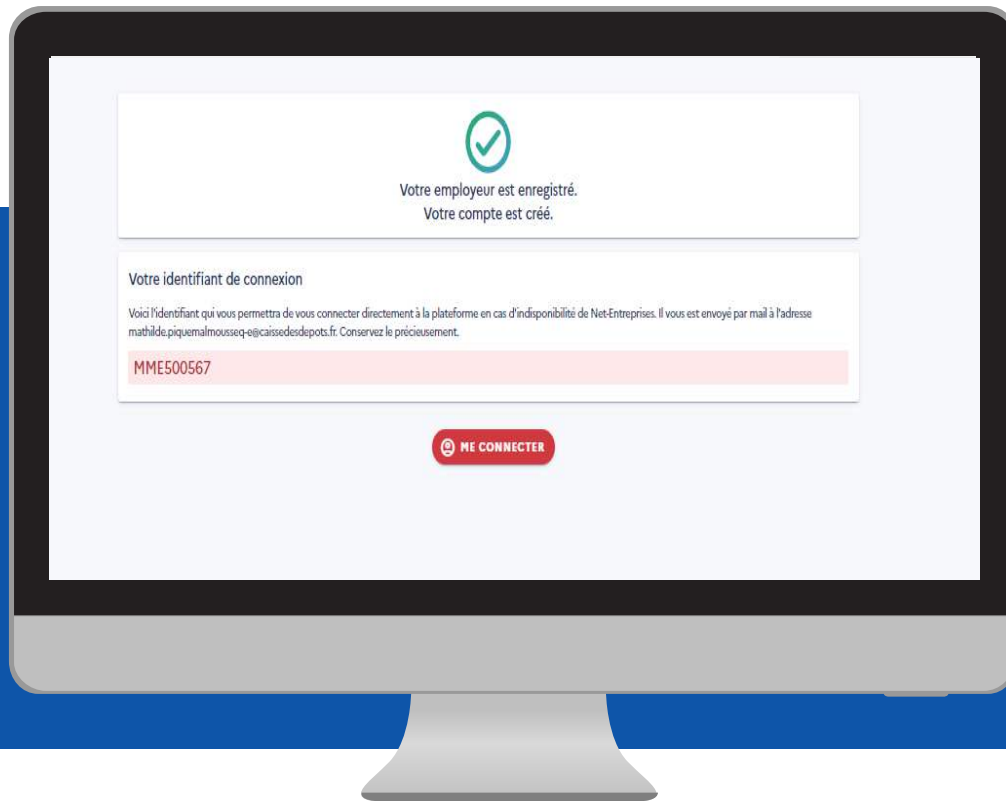 Votre employeur est enregistré.
Votre compte est créé.
Votre identifiant de connexion
Voici l'identifiant qui vous permettra de vous connecter directement à la plateforme en cas d'indisponibilité de Net-Entreprises. Il vous est envoyé par mail à l'adresse
mathilde.piquemalmousseq-e@caissedesdepots.fr. Conservez le précieusement.
MME500567
ME CONNECTER